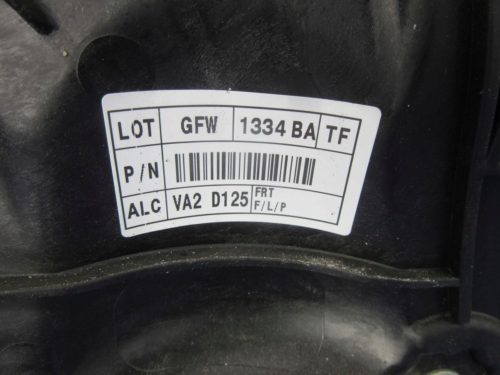 LOT GFW 1334 BA TF
P/N
ALC VA2 D125 FRT
F/L/P